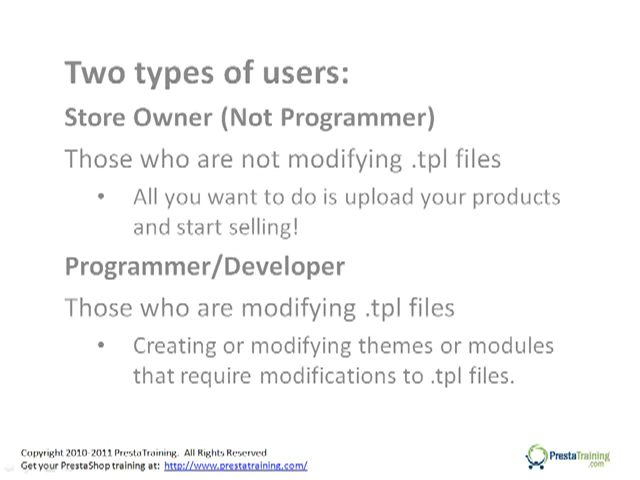 Two types of users:
Store Owner (Not Programmer)
Those who are not modifying .tpl files
• All you want to do is upload your products
and start selling!
Programmer/Developer
Those who are modifying .tpl files
• Creating or modifying themes or modules
that require modifications to .tpl files.
Copyright 2010-2011 PrestaTraining. All Rights Reserved
Get your PrestaShop training at: http://www.prestatraining.com/
PrestaTraining
.com